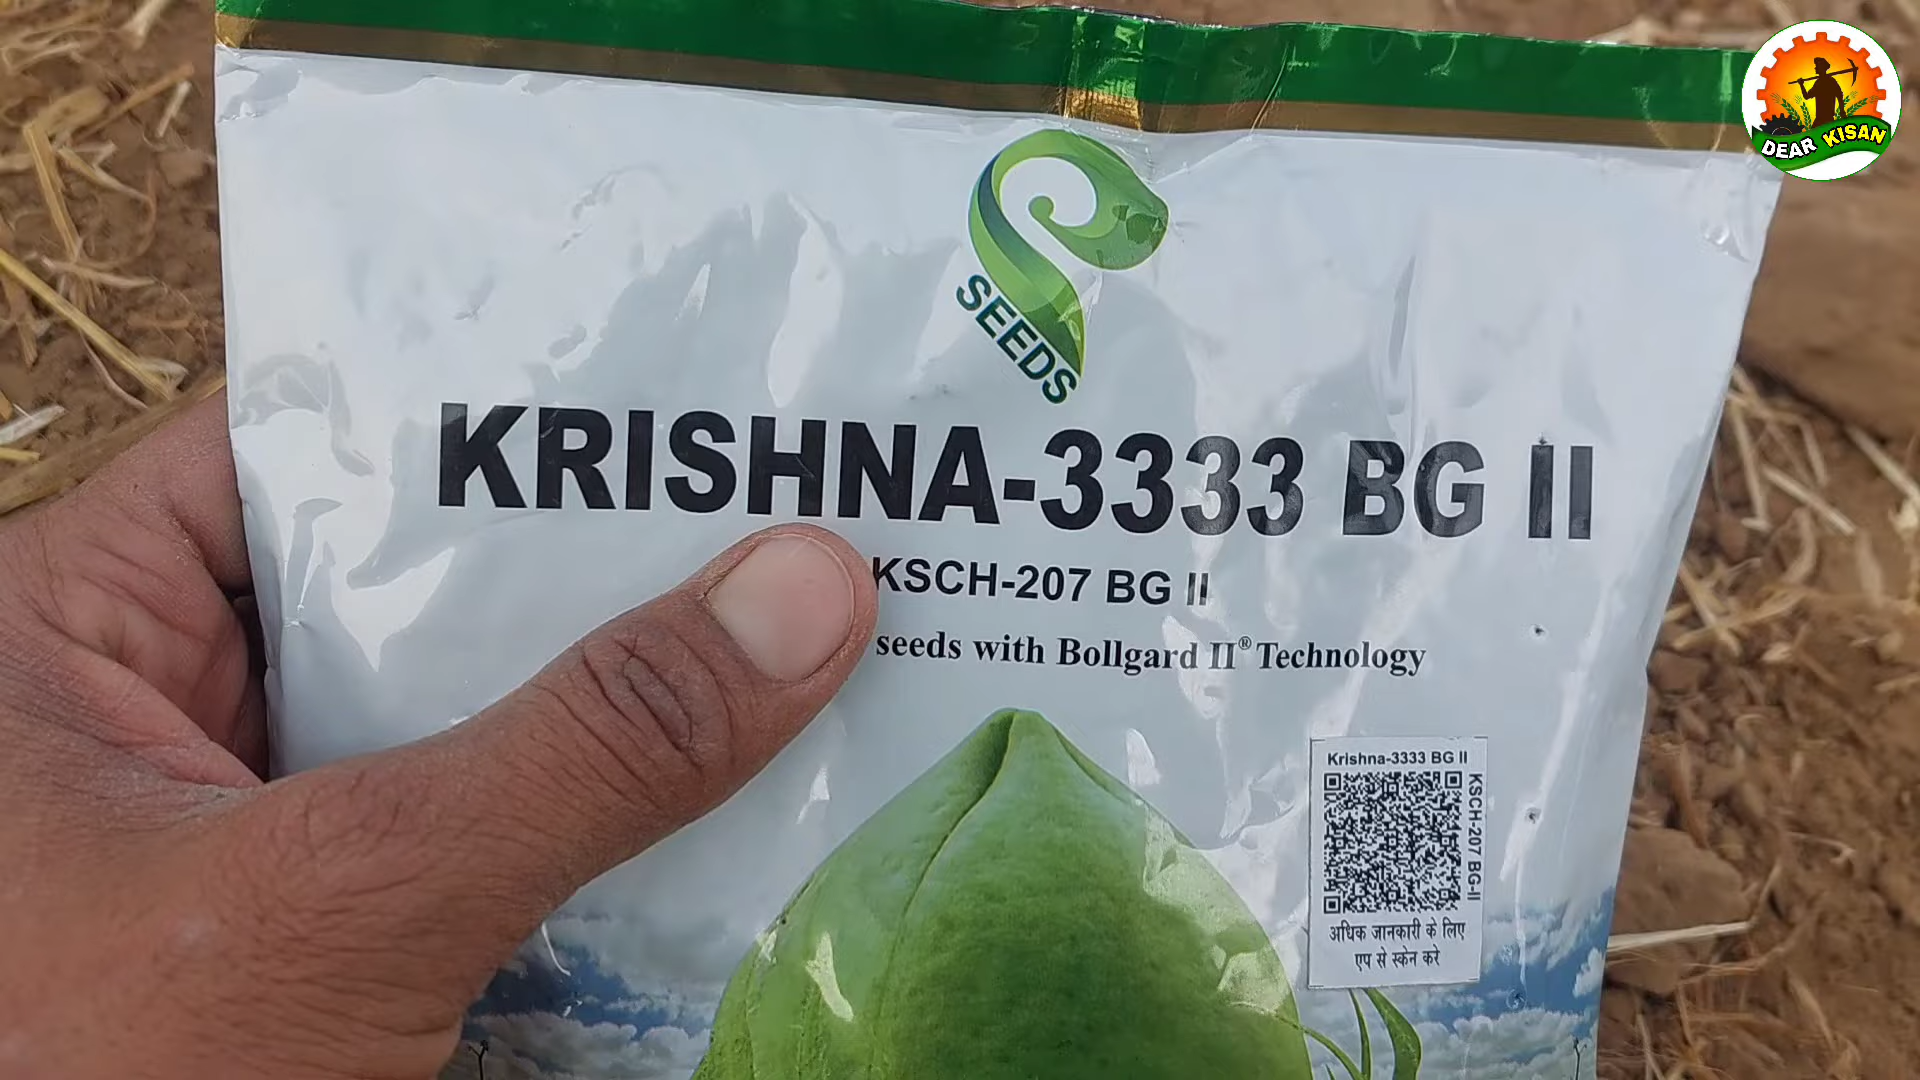 DEAR KISAN
SEEDS
KRISHNA-3333 BG II
KSCH-207 BG II
seeds with Bollgard II® Technology
Krishna-3333 BG II
KSCH-207 BG-II
अधिक जानकारी के लिए
एप से स्केन करे